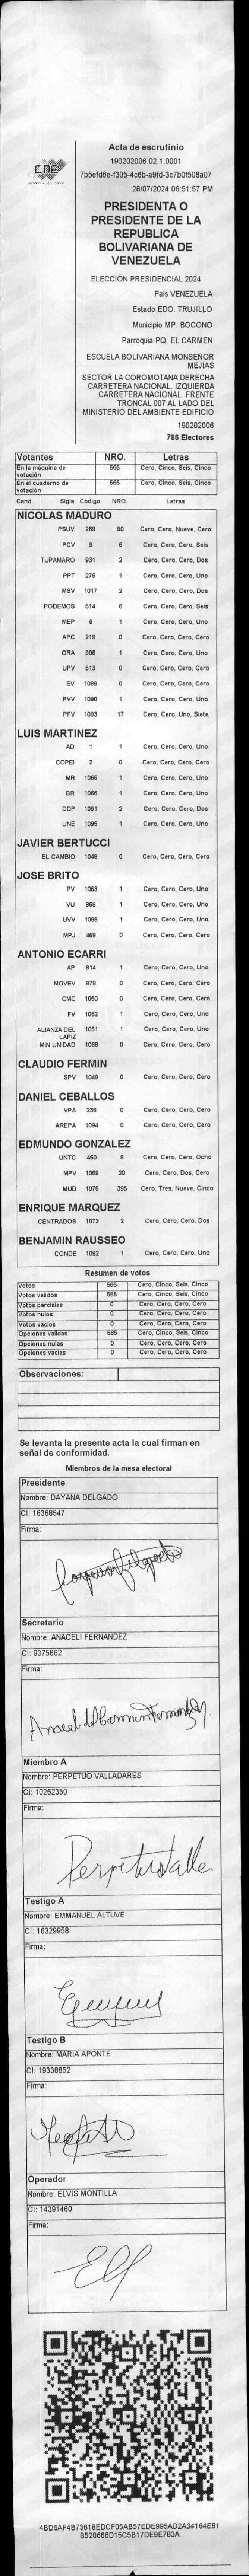 CNE
Acta de escrutinio
190202006.02.1.0001
7b5efd6e-f305-4c6b-a9fd-3c7b0f508a07
28/07/2024 06:51:57 PM
PRESIDENTA O
PRESIDENTE DE LA
REPUBLICA
BOLIVARIANA DE
VENEZUELA
ELECCIÓN PRESIDENCIAL 2024
País VENEZUELA
Estado EDO. TRUJILLO
Municipio MP. BOCONO
Parroquia PQ. EL CARMEN
ESCUELA BOLIVARIANA MONSEÑOR
MEJIAS
SECTOR LA COROMOTANA DERECHA
CARRETERA NACIONAL. IZQUIERDA
CARRETERA NACIONAL. FRENTE
TRONCAL 007 AL LADO DEL
MINISTERIO DEL AMBIENTE EDIFICIO
190202006
786 Electores
Votantes NRO. Letras
En la máquina de votación 565 Cero, Cinco, Seis, Cinco
En el cuaderno de votación 565 Cero, Cinco, Seis, Cinco
Cand. Sigla Código NRO. Letras
NICOLAS MADURO
PSUV 269 90 Cero, Cero, Nueve, Cero
PCV 9 6 Cero, Cero, Cero, Seis
TUPAMARO 931 2 Cero, Cero, Cero, Dos
PPT 276 1 Cero, Cero, Cero, Uno
MSV 1017 2 Cero, Cero, Cero, Dos
PODEMOS 514 6 Cero, Cero, Cero, Seis
MEP 6 1 Cero, Cero, Cero, Uno
APC 219 0 Cero, Cero, Cero, Cero
ORA 906 1 Cero, Cero, Cero, Uno
UPV 513 0 Cero, Cero, Cero, Cero
EV 1089 0 Cero, Cero, Cero, Cero
PVV 1090 1 Cero, Cero, Cero, Uno
PFV 1093 17 Cero, Cero, Uno, Siete
LUIS MARTINEZ
AD 1 1 Cero, Cero, Cero, Uno
COPEI 2 0 Cero, Cero, Cero, Cero
MR 1065 1 Cero, Cero, Cero, Uno
BR 1066 1 Cero, Cero, Cero, Uno
DDP 1091 2 Cero, Cero, Cero, Dos
UNE 1095 1 Cero, Cero, Cero, Uno
JAVIER BERTUCCI
EL CAMBIO 1048 0 Cero, Cero, Cero, Cero
JOSE BRITO
PV 1053 1 Cero, Cero, Cero, Uno
VU 968 1 Cero, Cero, Cero, Uno
UVV 1096 1 Cero, Cero, Cero, Uno
MPJ 458 0 Cero, Cero, Cero, Cero
ANTONIO ECARRI
AP 814 1 Cero, Cero, Cero, Uno
MOVEV 878 0 Cero, Cero, Cero, Cero
CMC 1050 0 Cero, Cero, Cero, Cero
FV 1062 1 Cero, Cero, Cero, Uno
ALIANZA DEL LAPIZ 1051 1 Cero, Cero, Cero, Uno
MIN UNIDAD 1068 0 Cero, Cero, Cero, Cero
CLAUDIO FERMIN
SPV 1049 0 Cero, Cero, Cero, Cero
DANIEL CEBALLOS
VPA 236 0 Cero, Cero, Cero, Cero
AREPA 1094 0 Cero, Cero, Cero, Cero
EDMUNDO GONZALEZ
UNTC 460 8 Cero, Cero, Cero, Ocho
MPV 1069 20 Cero, Cero, Dos, Cero
MUD 1076 395 Cero, Tres, Nueve, Cinco
ENRIQUE MARQUEZ
CENTRADOS 1073 2 Cero, Cero, Cero, Dos
BENJAMIN RAUSSEO
CONDE 1092 1 Cero, Cero, Cero, Uno
Resumen de votos
Votos 565 Cero, Cinco, Seis, Cinco
Votos validos 565 Cero, Cinco, Seis, Cinco
Votos parciales 0 Cero, Cero, Cero, Cero
Votos nulos 0 Cero, Cero, Cero, Cero
Votos vacios 0 Cero, Cero, Cero, Cero
Opciones validas 565 Cero, Cinco, Seis, Cinco
Opciones nulas 0 Cero, Cero, Cero, Cero
Opciones vacias 0 Cero, Cero, Cero, Cero
Observaciones:
Se levanta la presente acta la cual firman en
señal de conformidad.
Miembros de la mesa electoral
Presidente
Nombre: DAYANA DELGADO
CI: 16368547
Firma:
Secretario
Nombre: ANACELI FERNANDEZ
CI: 9375862
Firma:
Miembro A
Nombre: PERPETUO VALLADARES
CI: 10262350
Firma:
Testigo A
Nombre: EMMANUEL ALTUVE
CI: 16329958
Firma:
Testigo B
Nombre: MARIA APONTE
CI: 19338852
Firma:
Operador
Nombre: ELVIS MONTILLA
CI: 14391460
Firma:
4BD6AF4B73618EDCF05AB57EDE995AD2A34164E81
B520666D15C5B17DE9E783A